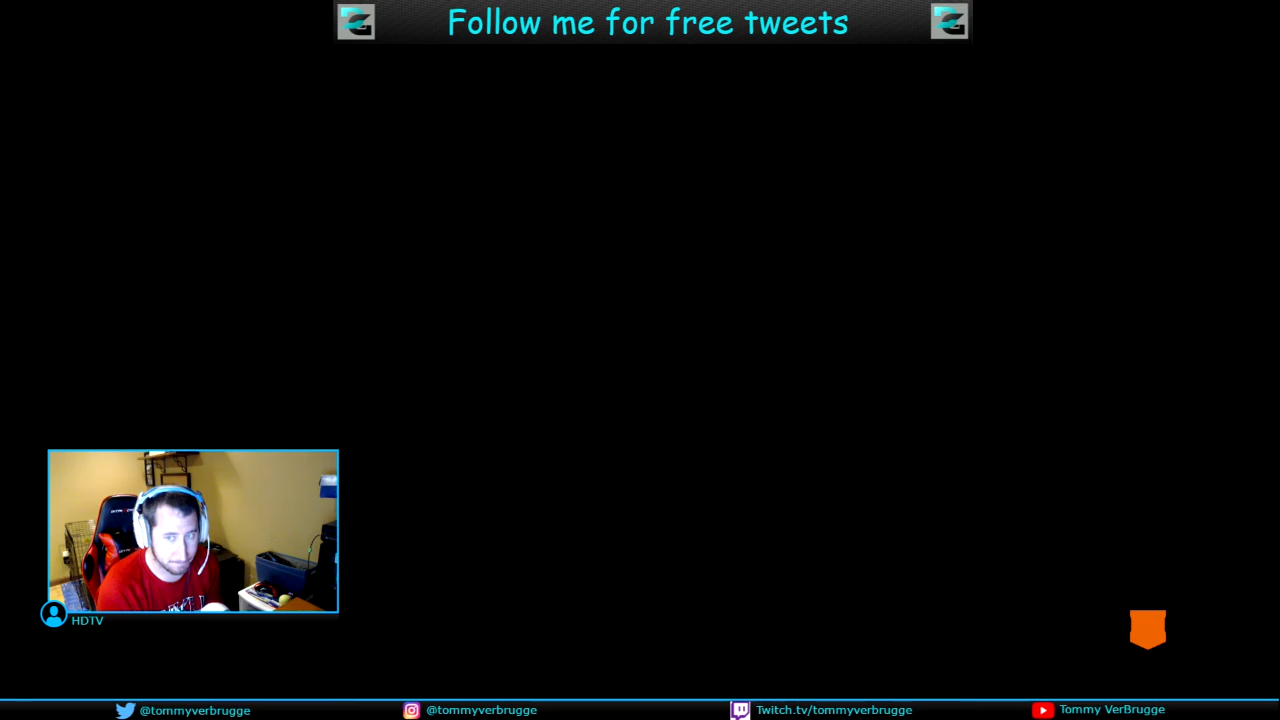 Follow me for free tweets
HDTV
@tommyverbrugge
@tommyverbrugge
Twitch.tv/tommyverbrugge
Tommy VerBrugge